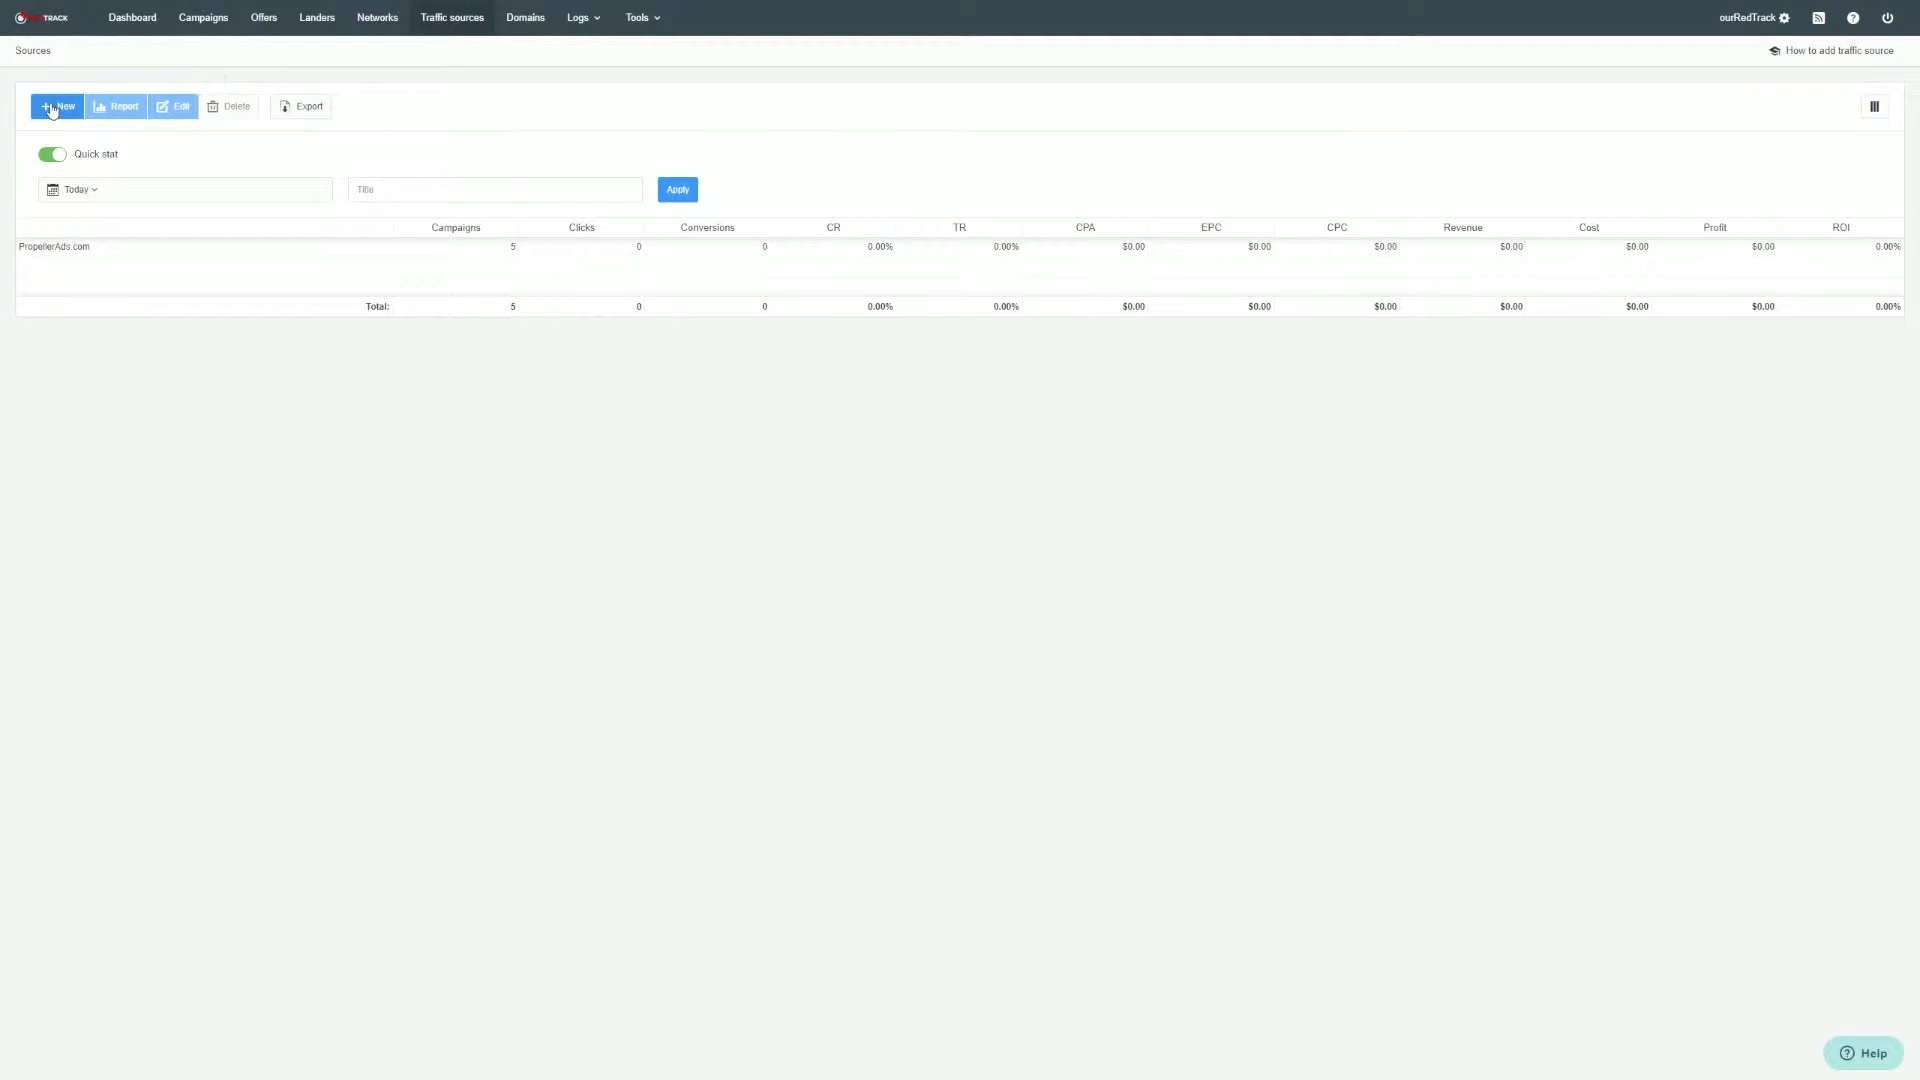 TRACK Dashboard Campaigns Offers Landers Networks Traffic sources Domains Logs Tools ourRedTrack
Sources How to add traffic source
New Report Edit Delete Export
Quick stat
Today Title Apply
Campaigns Clicks Conversions CR TR CPA EPC CPC Revenue Cost Profit ROI
PropellerAds.com 5 0 0 0.00% 0.00% $0.00 $0.00 $0.00 $0.00 $0.00 $0.00 0.00%
Total: 5 0 0 0.00% 0.00% $0.00 $0.00 $0.00 $0.00 $0.00 $0.00 0.00%
Help